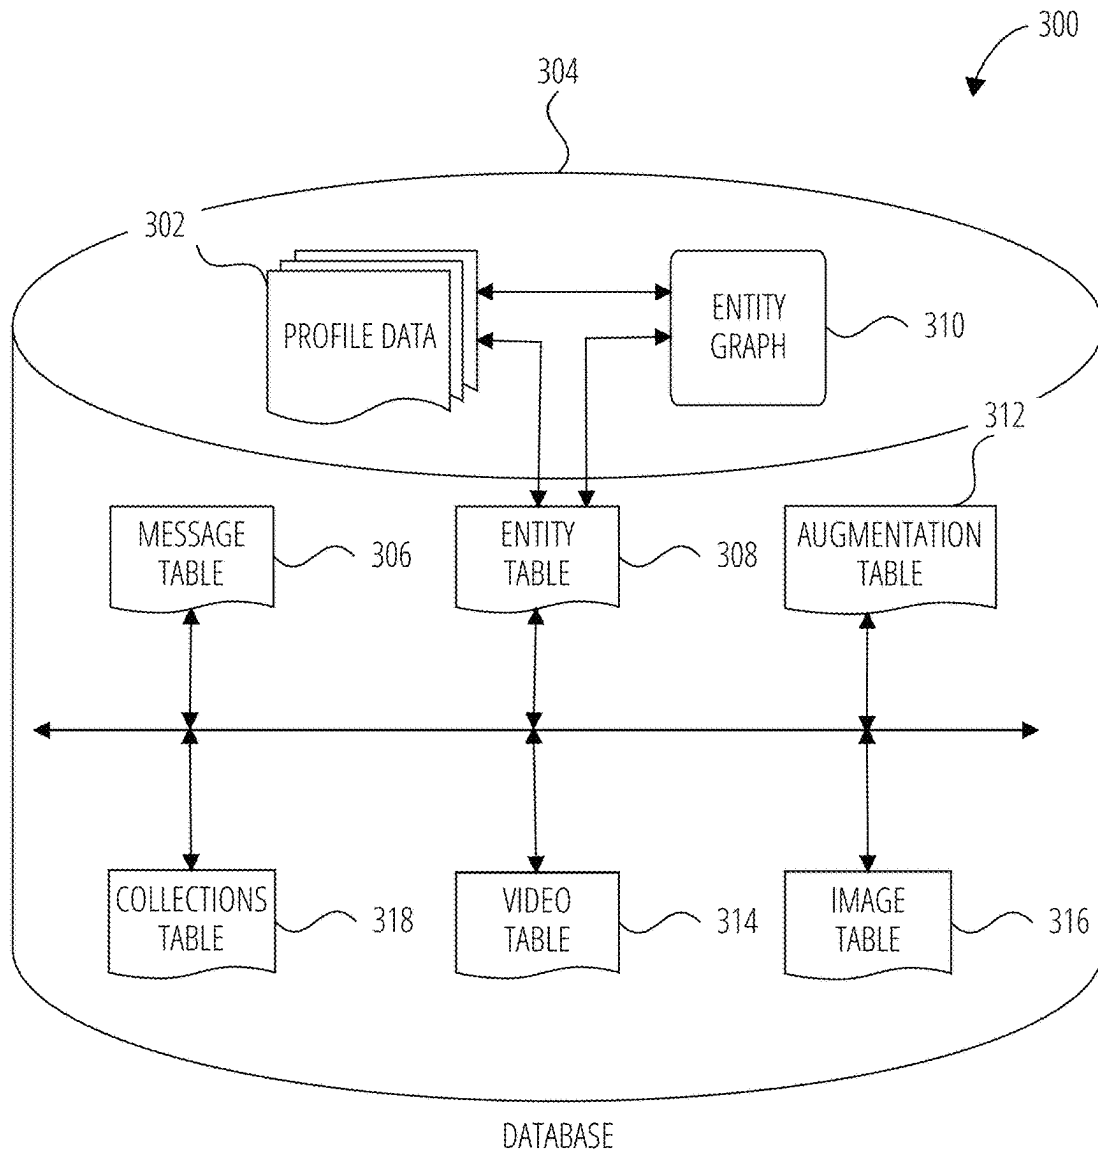 300
304
302
PROFILE DATA
ENTITY
GRAPH
310
312
MESSAGE
TABLE
306
ENTITY
TABLE
308
AUGMENTATION
TABLE
COLLECTIONS
TABLE
318
VIDEO
TABLE
314
IMAGE
TABLE
316
DATABASE